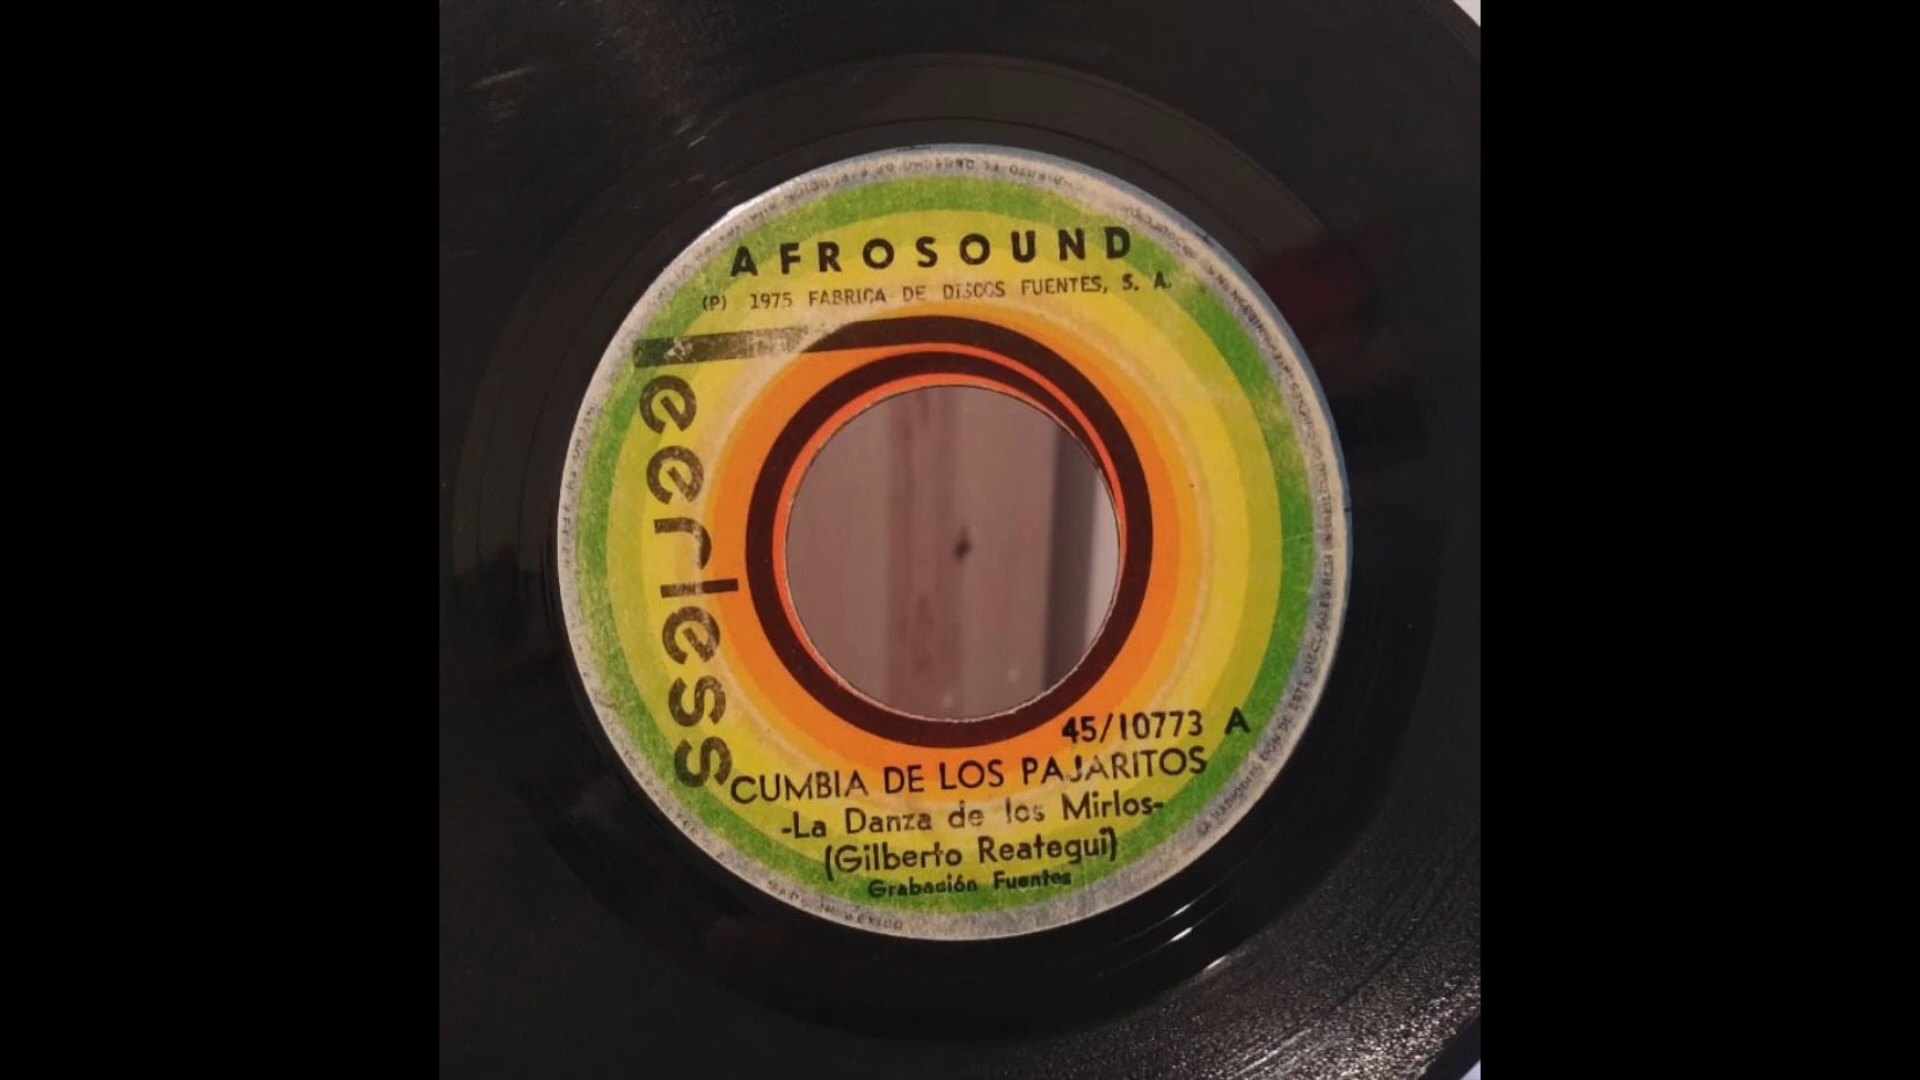 AFROSOUND
(P) 1975 FABRICA DE DISCOS FUENTES, S. A.
Peerless
45/10773 A
CUMBIA DE LOS PAJARITOS
-La Danza de los Mirlos-
(Gilberto Reategui)
Grabación Fuentes